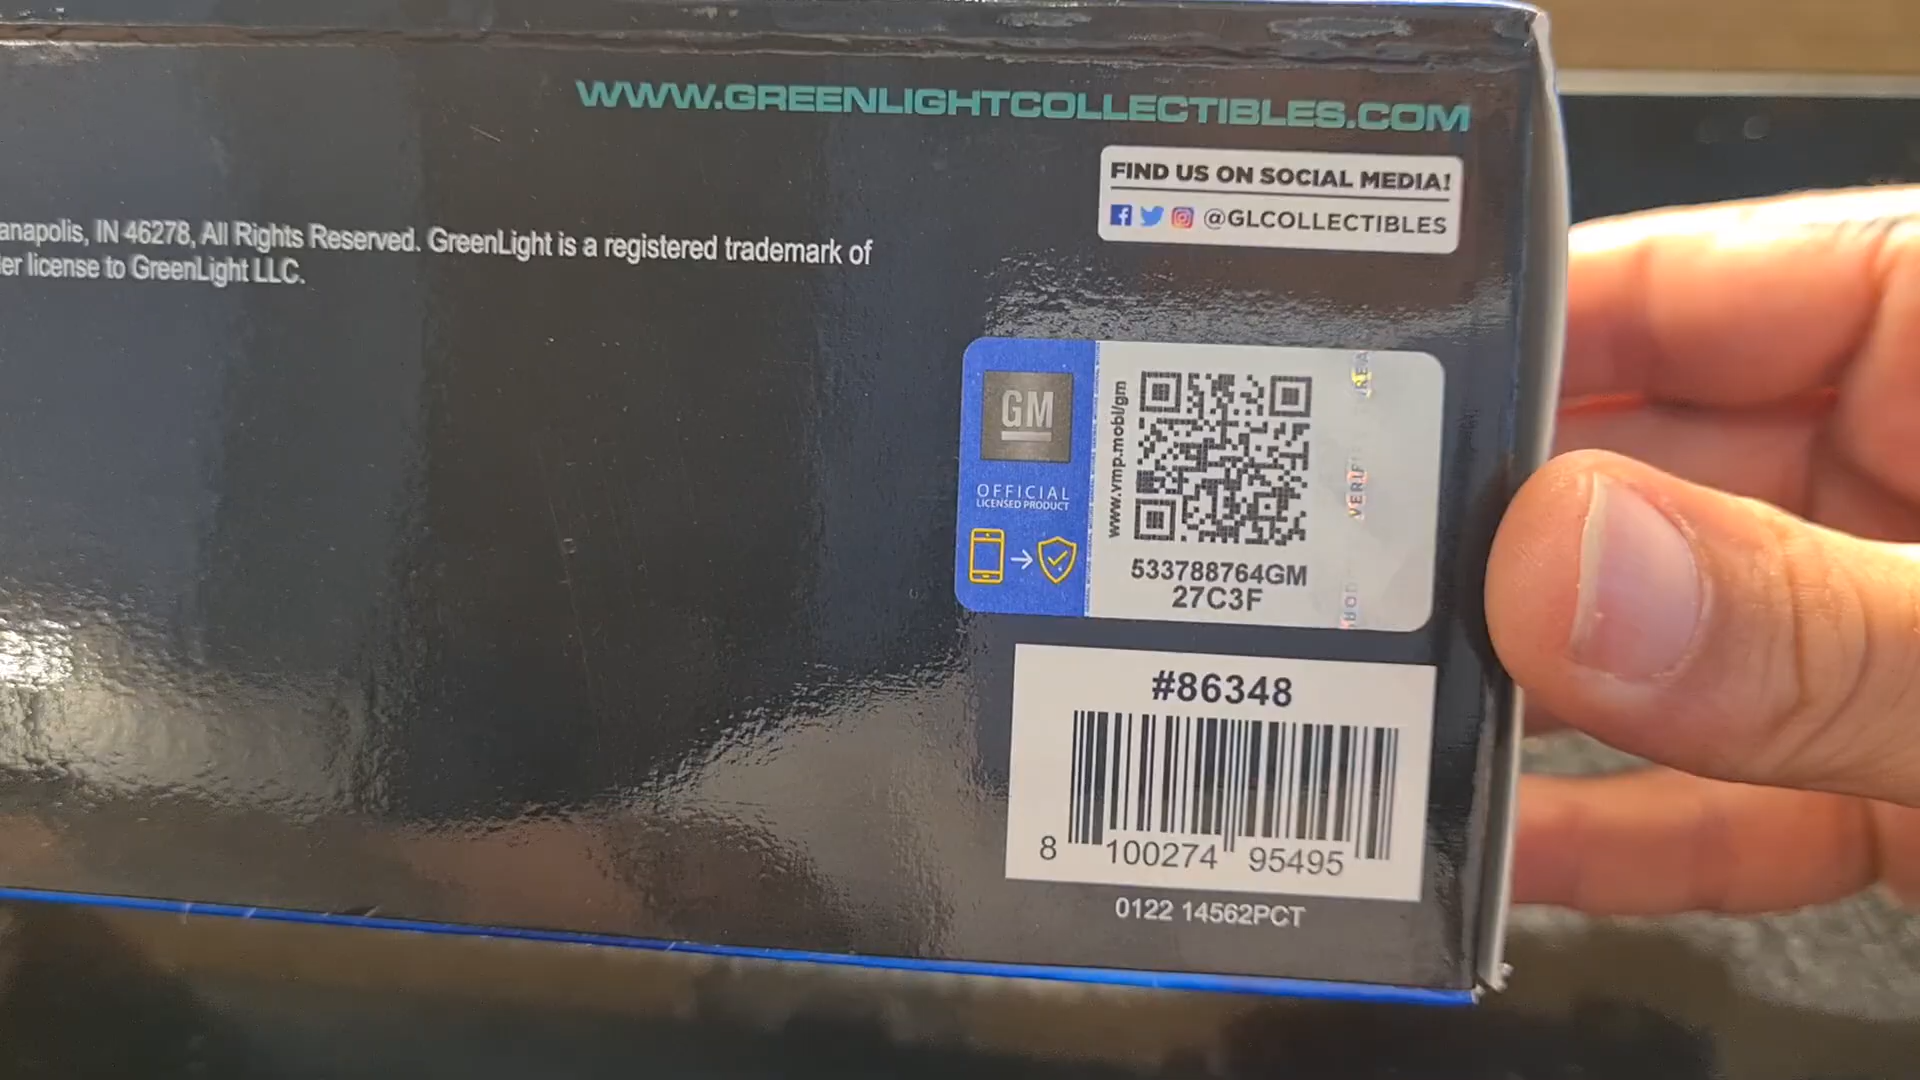 WWW.GREENLIGHTCOLLECTIBLES.COM
FIND US ON SOCIAL MEDIA!
@GLCOLLECTIBLES
anapolis, IN 46278, All Rights Reserved. GreenLight is a registered trademark of
er license to GreenLight LLC.
GM
OFFICIAL
LICENSED PRODUCT
www.vmp.mobi/gm
533788764GM
27C3F
#86348
8 100274 95495
0122 14562PCT